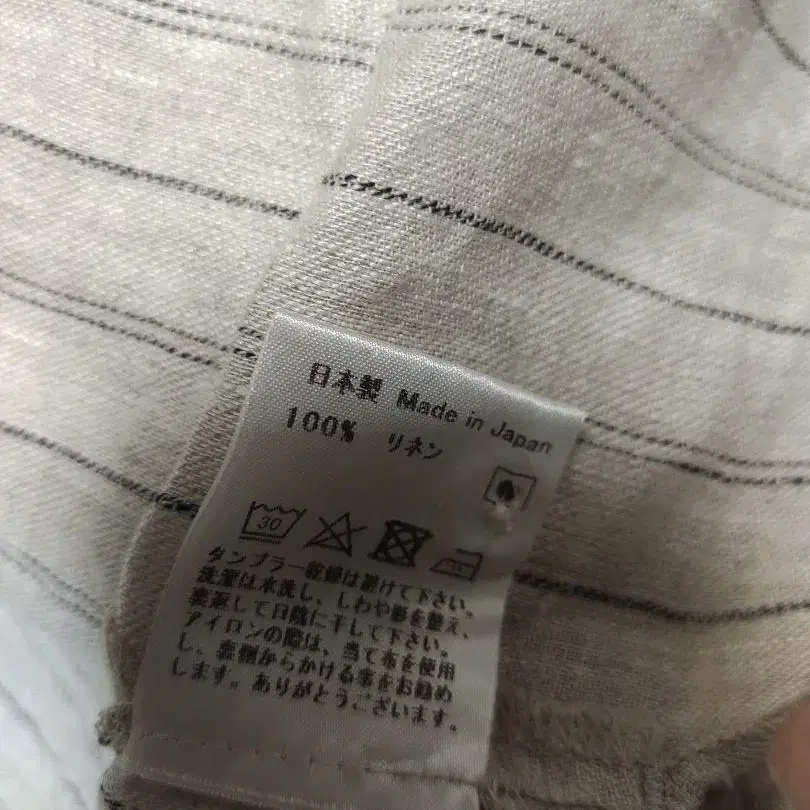 日本製 Made in Japan
100% リネン
30
タンブラー乾燥は避けて下さい。
洗濯は水洗し、しわや形を整え、
裏返して日陰に干して下さい。
アイロンの際は、当て布を使用
し、裏側からかける事をお勧め
します。ありがとうございます。